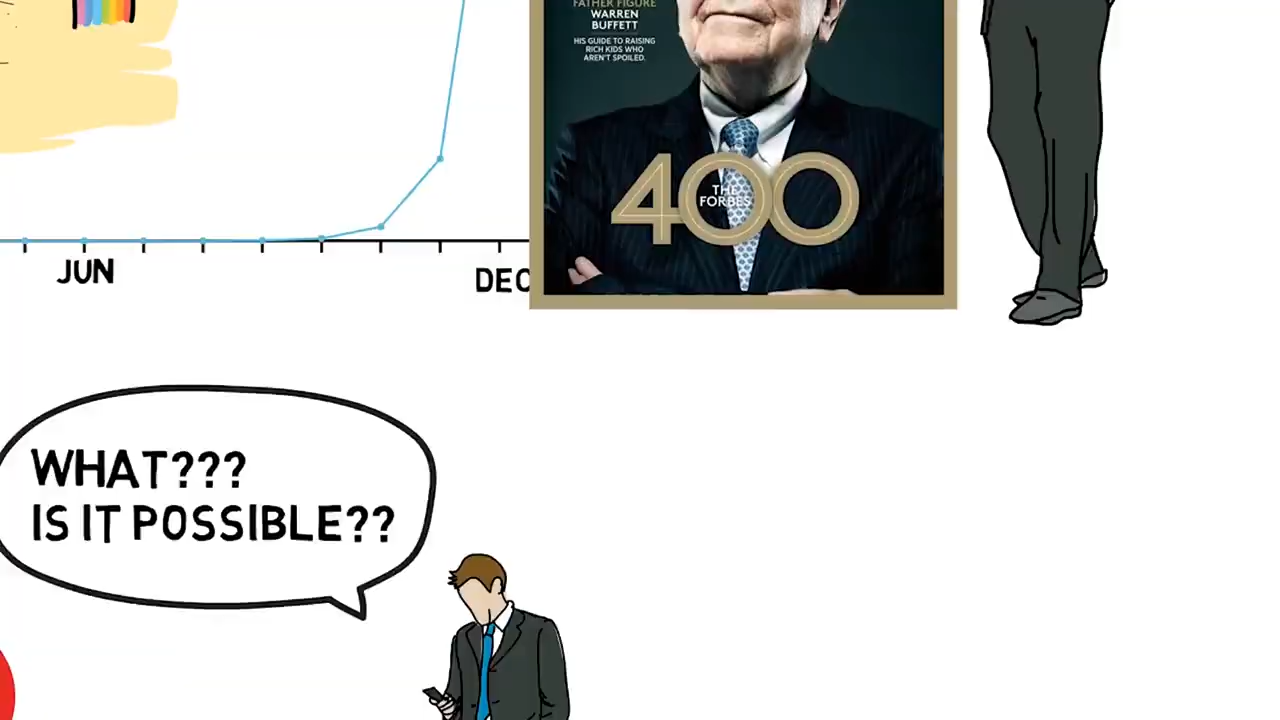 FATHER FIGURE
WARREN
BUFFETT
HIS GUIDE TO RAISING
RICH KIDS WHO
AREN'T SPOILED.
400
THE
FORBES
JUN
DEC
WHAT???
IS IT POSSIBLE??